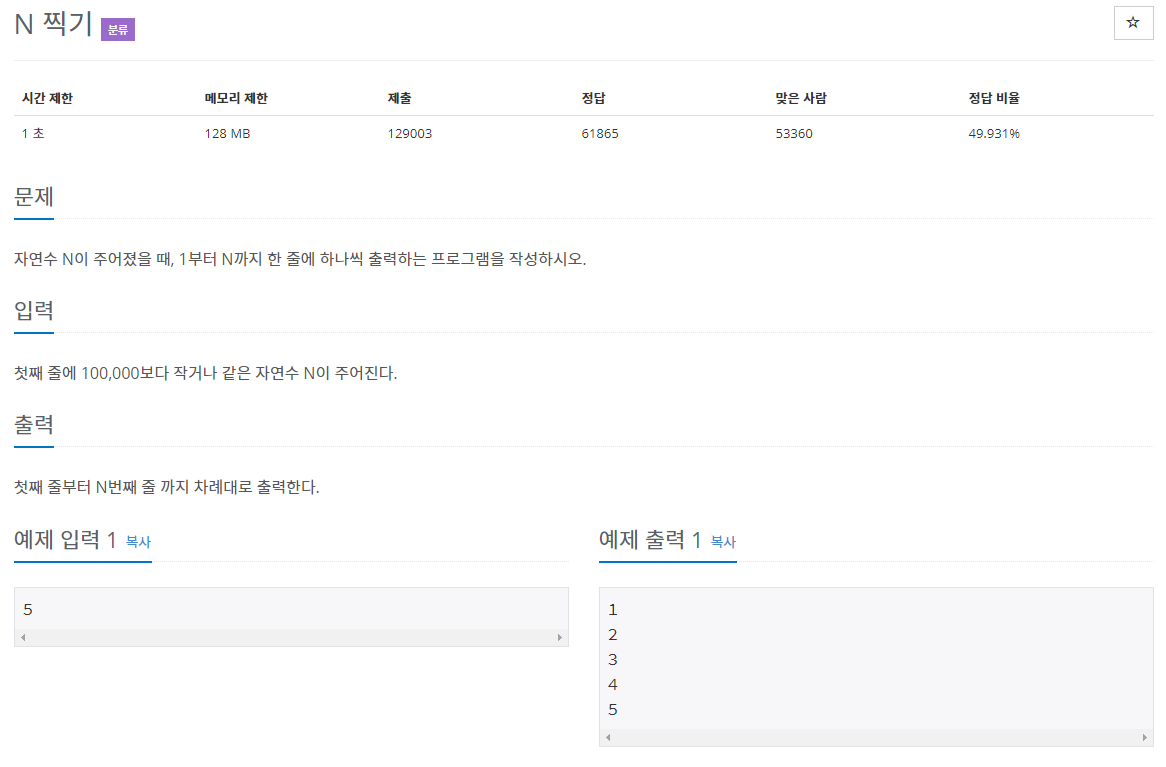 N 찍기 분류
☆
시간 제한 메모리 제한 제출 정답 맞은 사람 정답 비율
1 초 128 MB 129003 61865 53360 49.931%
문제
자연수 N이 주어졌을 때, 1부터 N까지 한 줄에 하나씩 출력하는 프로그램을 작성하시오.
입력
첫째 줄에 100,000보다 작거나 같은 자연수 N이 주어진다.
출력
첫째 줄부터 N번째 줄 까지 차례대로 출력한다.
예제 입력 1 복사
5
예제 출력 1 복사
1
2
3
4
5